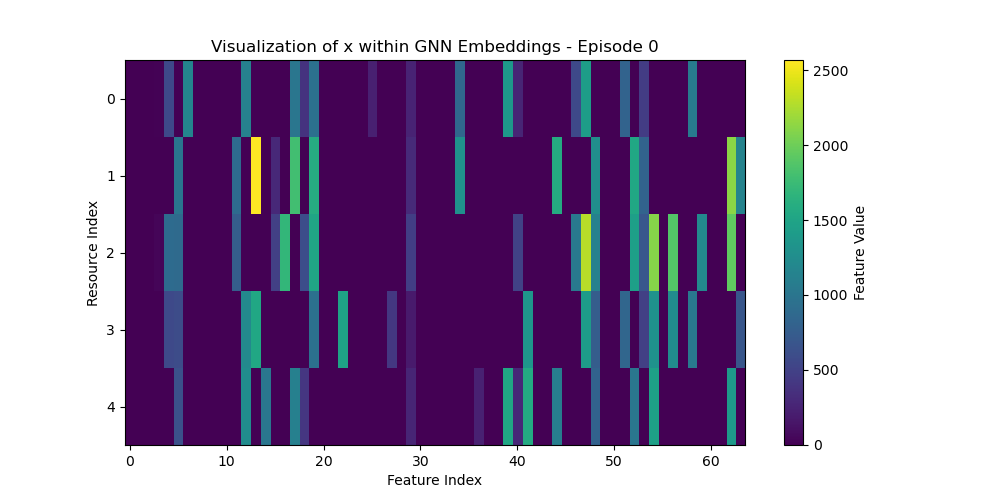 Visualization of x within GNN Embeddings - Episode 0
Resource Index
0
1
2
3
4
0 10 20 30 40 50 60
Feature Index
2500
2000
1500
1000
500
0
Feature Value